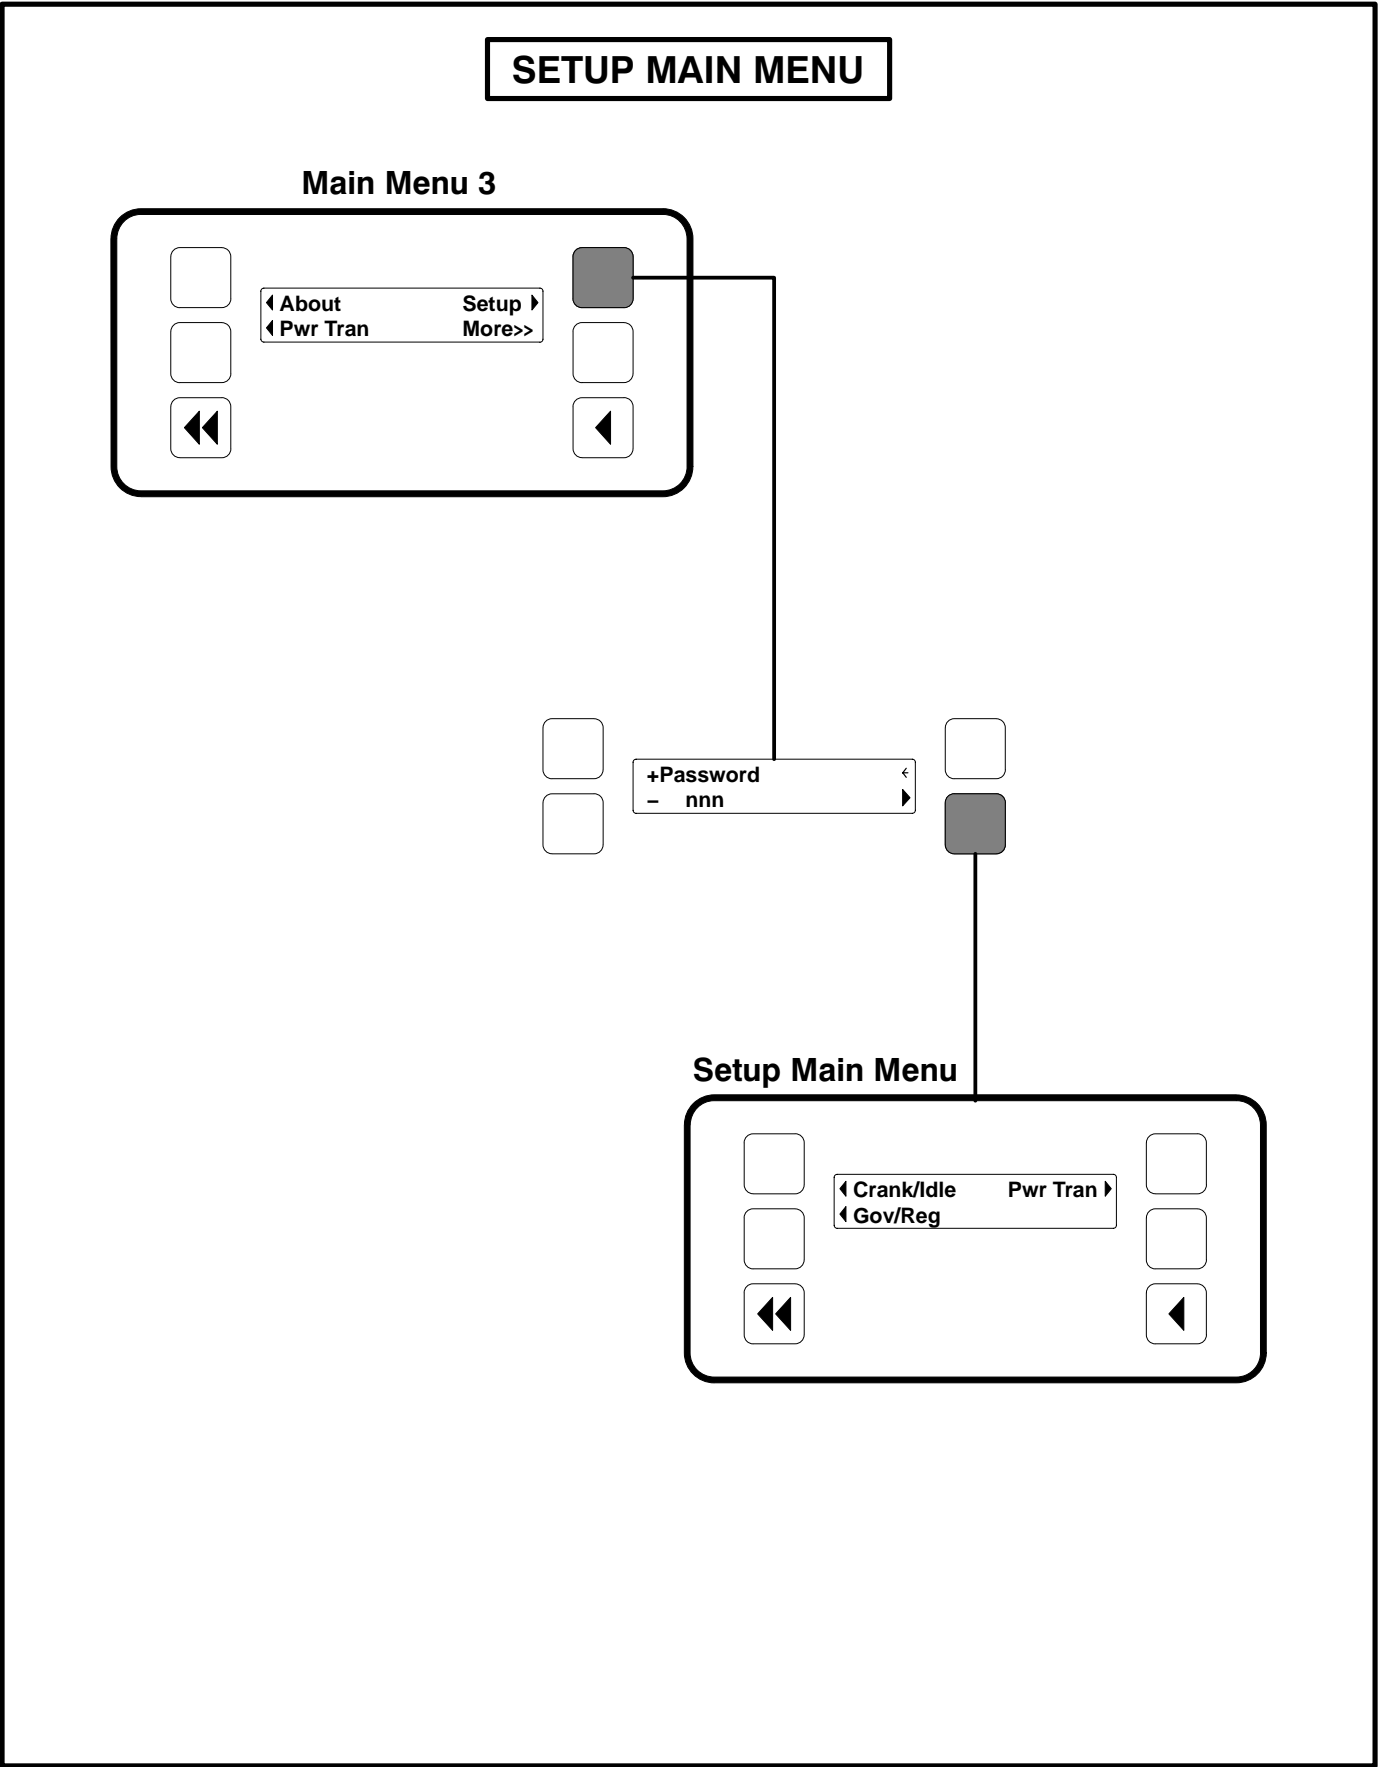 SETUP MAIN MENU
Main Menu 3
About Setup
Pwr Tran More>>
+Password
– nnn
Setup Main Menu
Crank/Idle Pwr Tran
Gov/Reg